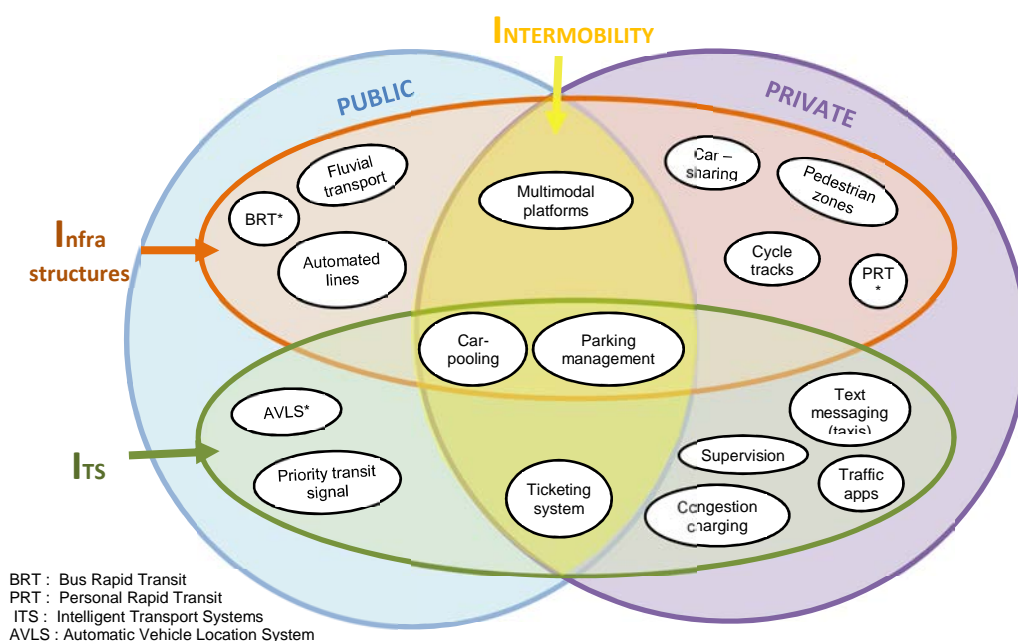 INTERMOBILITY
PUBLIC
PRIVATE
Fluvial
transport
BRT*
Automated
lines
Multimodal
platforms
Car –
sharing
Pedestrian
zones
Cycle
tracks
PRT
*
Infra
structures
Car-
pooling
Parking
management
AVLS*
Priority transit
signal
ITS
Ticketing
system
Text
messaging
(taxis)
Supervision
Traffic
apps
Congestion
charging
BRT : Bus Rapid Transit
PRT : Personal Rapid Transit
ITS : Intelligent Transport Systems
AVLS : Automatic Vehicle Location System